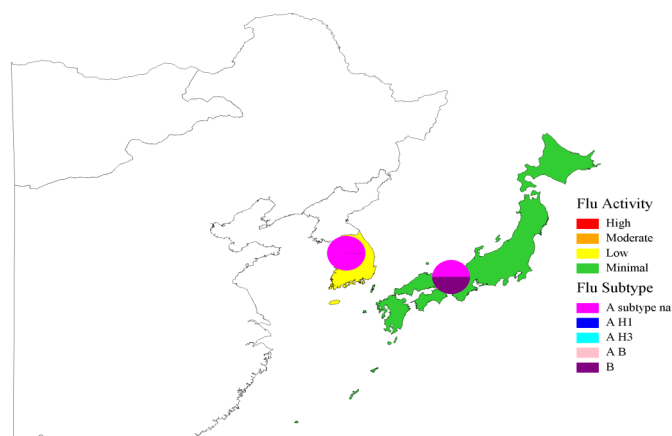 Flu Activity
High
Moderate
Low
Minimal
Flu Subtype
A subtype na
A H1
A H3
A B
B